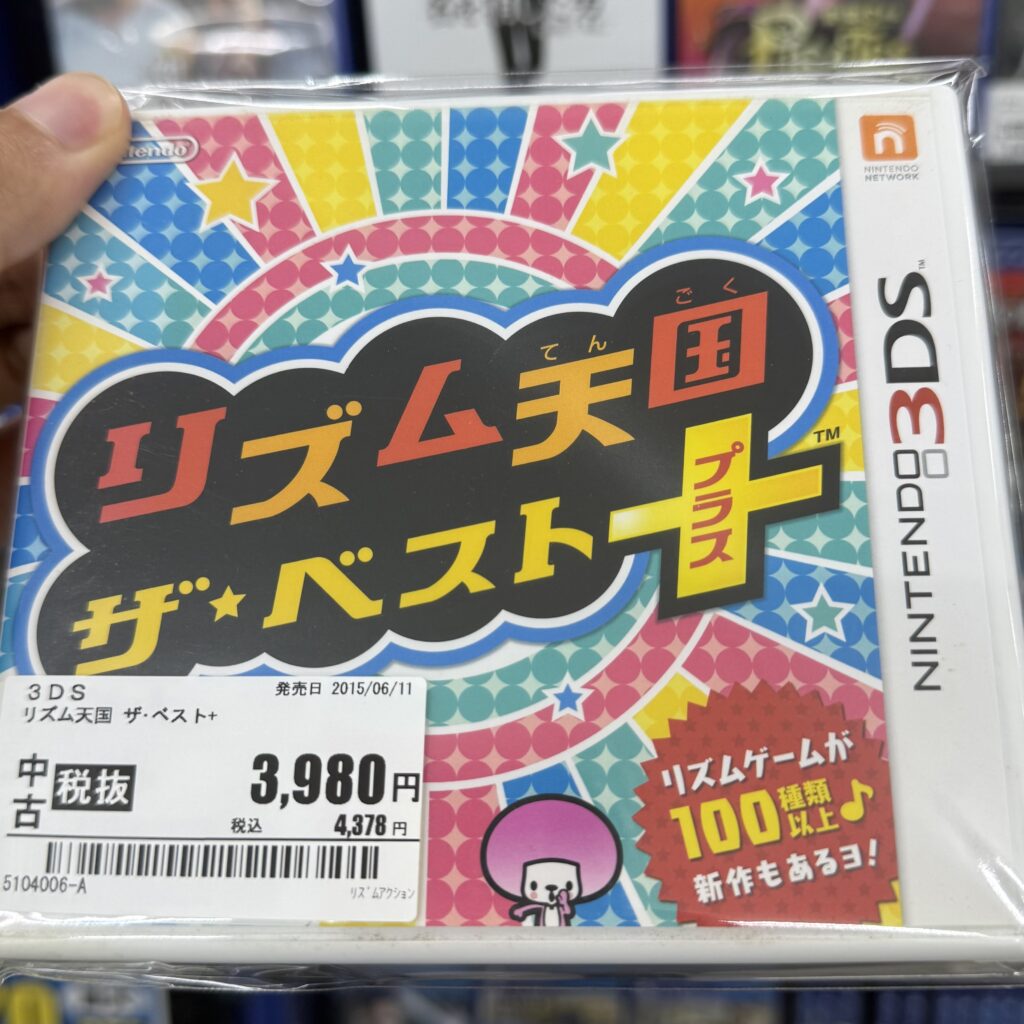 NINTENDO
NETWORK
ごく
てん
リズム天国
ザ★ベスト+
プラス
TM
NINTENDO3DS
TM
3DS
発売日 2015/06/11
リズム天国 ザ・ベスト+
中古
税抜
3,980円
税込 4,378円
5104006-A
リズムアクション
リズムゲームが
100種類以上♪
新作もあるヨ!